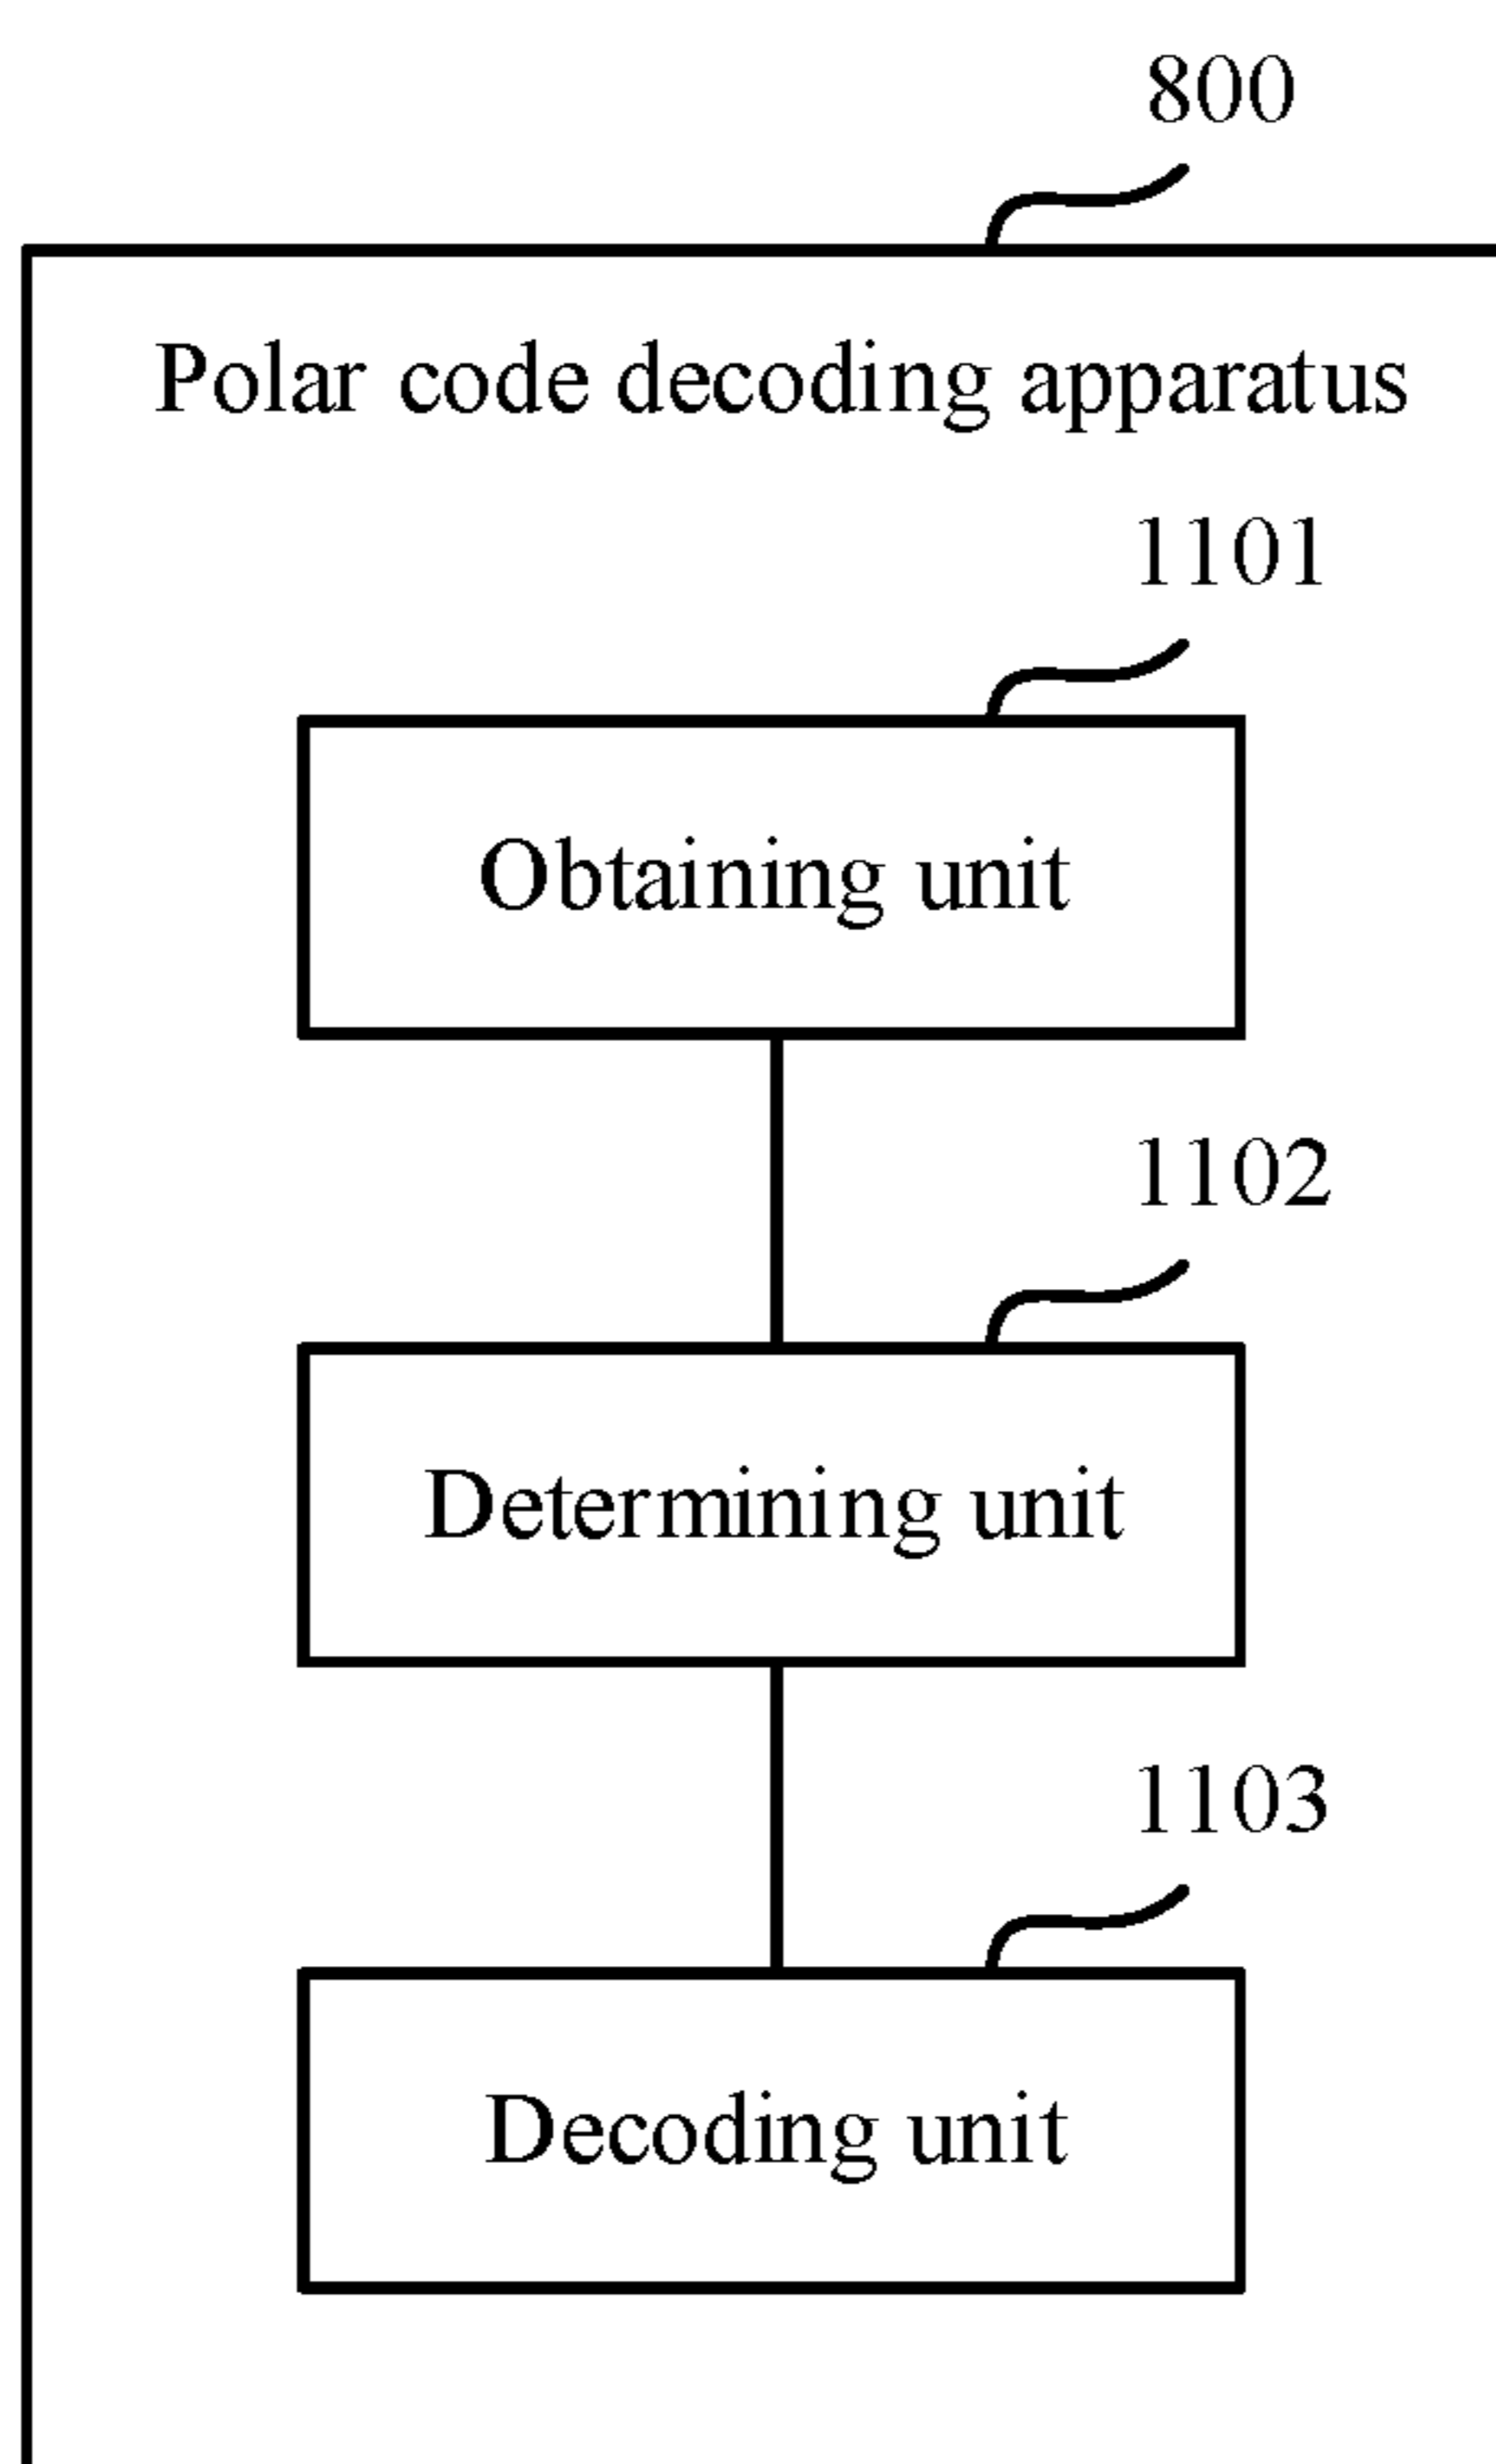 800
Polar code decoding apparatus
1101
Obtaining unit
1102
Determining unit
1103
Decoding unit